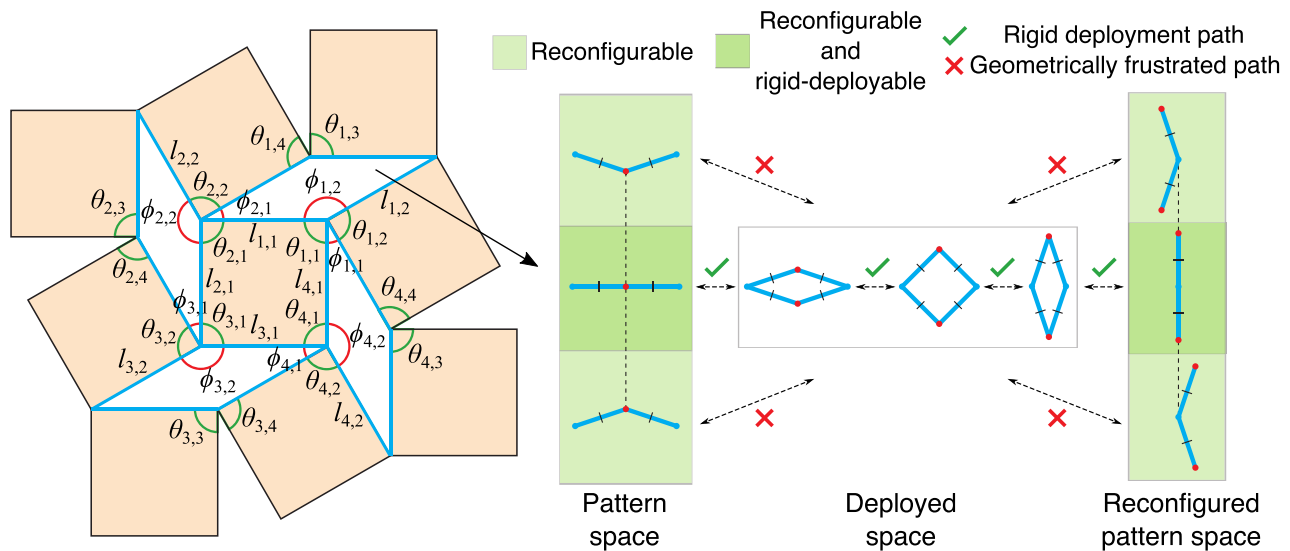 Reconfigurable
Reconfigurable
and
rigid-deployable
Rigid deployment path
Geometrically frustrated path
θ1,4
θ1,3
l2,2
θ2,2
ϕ1,2
θ2,3
ϕ2,2
ϕ2,1
l1,2
l1,1
θ2,1
θ1,1
θ1,2
θ2,4
ϕ1,1
l2,1
l4,1
ϕ3,1
θ3,1
θ4,1
θ4,4
θ3,2
l3,1
ϕ4,2
θ4,3
l3,2
ϕ4,1
ϕ3,2
θ4,2
l4,2
θ3,3
θ3,4
Pattern
space
Deployed
space
Reconfigured
pattern space